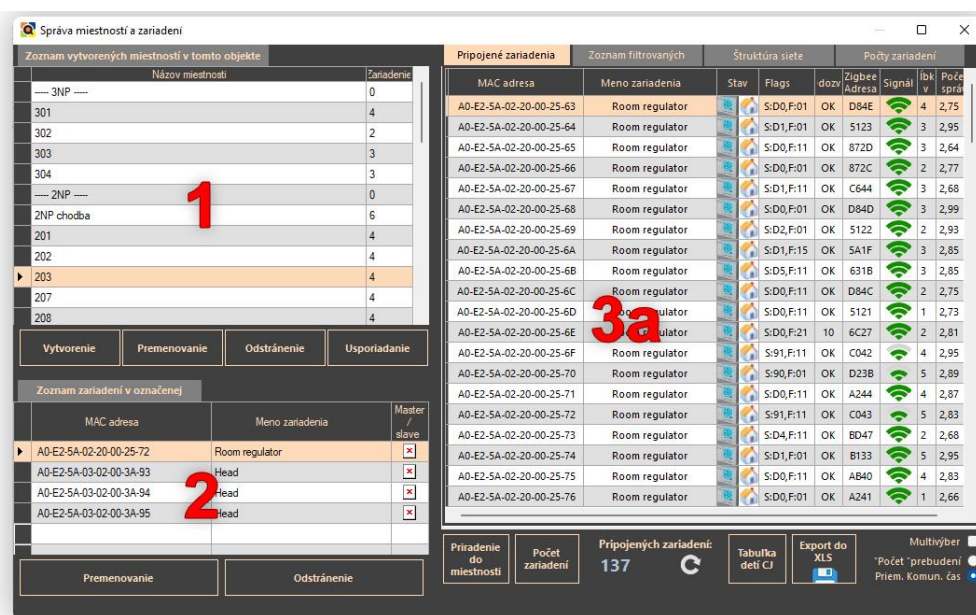 Správa miestností a zariadení
Zoznam vytvorených miestností v tomto objekte
Názov miestnosti Zariadenie
----- 3NP ----- 0
301 4
302 2
303 3
304 3
----- 2NP ----- 0
2NP chodba 6
201 4
202 4
203 4
207 4
208 4
1
Vytvorenie Premenovanie Odstránenie Usporiadanie
Zoznam zariadení v označenej
MAC adresa Meno zariadenia Master / slave
A0-E2-5A-02-20-00-25-72 Room regulator
A0-E2-5A-03-02-00-3A-93 Head
A0-E2-5A-03-02-00-3A-94 Head
A0-E2-5A-03-02-00-3A-95 Head
2
Premenovanie Odstránenie
Pripojené zariadenia Zoznam filtrovaných Štruktúra siete Počty zariadení
MAC adresa Meno zariadenia Stav Flags dozv Zigbee Adresa Signál ĺbk v Poče sprá
A0-E2-5A-02-20-00-25-63 Room regulator S:D0,F:01 OK D84E 4 2,75
A0-E2-5A-02-20-00-25-64 Room regulator S:D1,F:01 OK 5123 3 2,95
A0-E2-5A-02-20-00-25-65 Room regulator S:D0,F:11 OK 872D 3 2,64
A0-E2-5A-02-20-00-25-66 Room regulator S:D0,F:01 OK 872C 2 2,77
A0-E2-5A-02-20-00-25-67 Room regulator S:D1,F:11 OK C644 3 2,68
A0-E2-5A-02-20-00-25-68 Room regulator S:D0,F:01 OK D84D 3 2,99
A0-E2-5A-02-20-00-25-69 Room regulator S:D2,F:01 OK 5122 2 2,93
A0-E2-5A-02-20-00-25-6A Room regulator S:D1,F:15 OK 5A1F 3 2,85
A0-E2-5A-02-20-00-25-6B Room regulator S:D5,F:11 OK 631B 3 2,85
A0-E2-5A-02-20-00-25-6C Room regulator S:D0,F:11 OK D84C 2 2,75
A0-E2-5A-02-20-00-25-6D Room regulator S:D0,F:11 OK 5121 1 2,73
A0-E2-5A-02-20-00-25-6E Room regulator S:D0,F:21 10 6C27 2 2,81
A0-E2-5A-02-20-00-25-6F Room regulator S:91,F:11 OK C042 4 2,95
A0-E2-5A-02-20-00-25-70 Room regulator S:90,F:01 OK D23B 5 2,89
A0-E2-5A-02-20-00-25-71 Room regulator S:D0,F:11 OK A244 4 2,87
A0-E2-5A-02-20-00-25-72 Room regulator S:91,F:11 OK C043 5 2,83
A0-E2-5A-02-20-00-25-73 Room regulator S:D4,F:11 OK BD47 2 2,68
A0-E2-5A-02-20-00-25-74 Room regulator S:D1,F:01 OK B133 5 2,95
A0-E2-5A-02-20-00-25-75 Room regulator S:D0,F:11 OK AB40 4 2,83
A0-E2-5A-02-20-00-25-76 Room regulator S:D0,F:01 OK A241 1 2,66
3a
Priradenie do miestnosti
Počet zariadení
Pripojených zariadení:
137
Tabuľka detí CJ
Export do XLS
Multivýber
"Počet "prebudení
Priem. Komun. čas